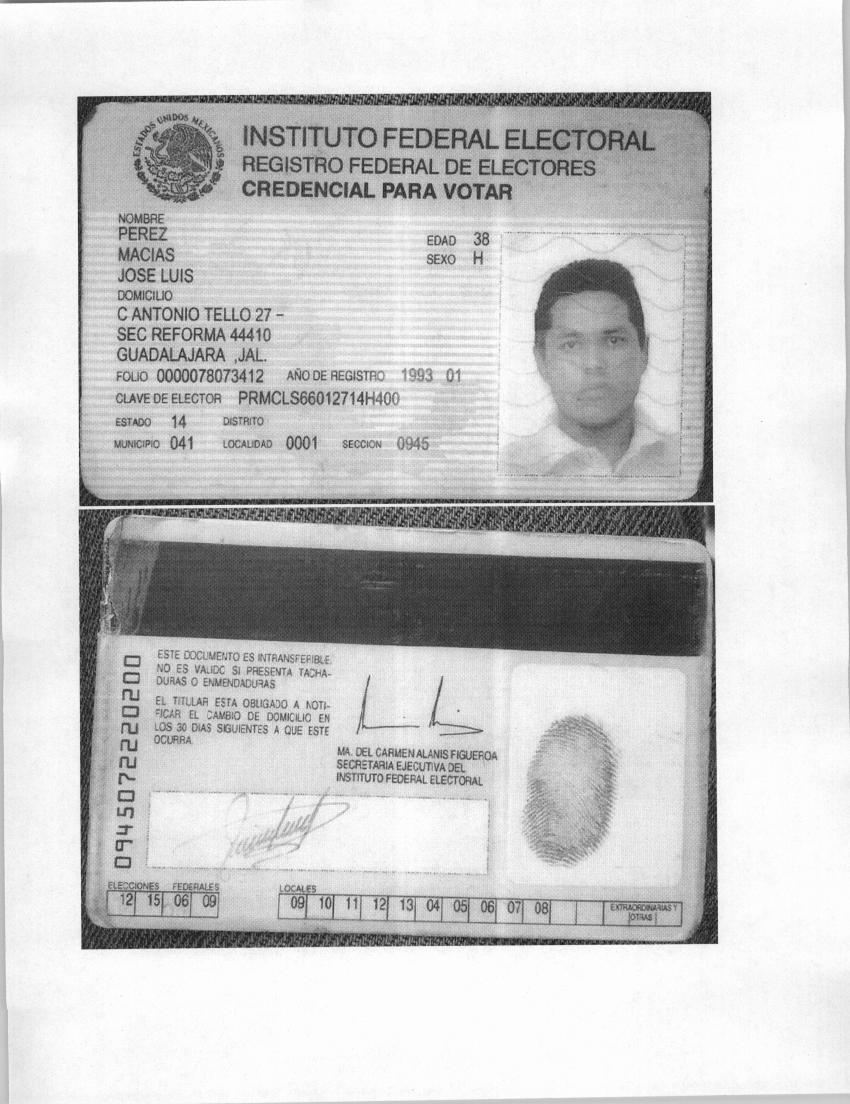 ESTADOS UNIDOS MEXICANOS
INSTITUTO FEDERAL ELECTORAL
REGISTRO FEDERAL DE ELECTORES
CREDENCIAL PARA VOTAR
NOMBRE
PEREZ
MACIAS
JOSE LUIS
EDAD 38
SEXO H
DOMICILIO
C ANTONIO TELLO 27 –
SEC REFORMA 44410
GUADALAJARA ,JAL.
FOLIO 0000078073412 AÑO DE REGISTRO 1993 01
CLAVE DE ELECTOR PRMCLS66012714H400
ESTADO 14 DISTRITO
MUNICIPIO 041 LOCALIDAD 0001 SECCION 0945
ESTE DOCUMENTO ES INTRANSFERIBLE.
NO ES VALIDO SI PRESENTA TACHA-
DURAS O ENMENDADURAS
EL TITULAR ESTA OBLIGADO A NOTI-
FICAR EL CAMBIO DE DOMICILIO EN
LOS 30 DIAS SIGUIENTES A QUE ESTE
OCURRA.
MA. DEL CARMEN ALANIS FIGUEROA
SECRETARIA EJECUTIVA DEL
INSTITUTO FEDERAL ELECTORAL
0945072220200
ELECCIONES FEDERALES
12 15 06 09
LOCALES
09 10 11 12 13 04 05 06 07 08
EXTRAORDINARIAS Y
OTRAS